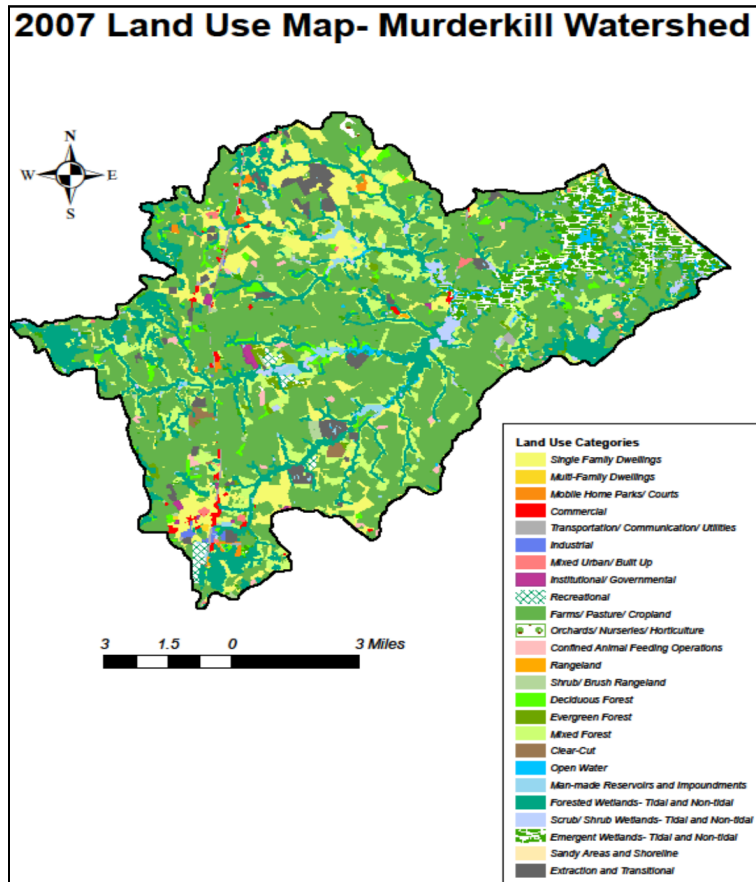 2007 Land Use Map- Murderkill Watershed
N
W E
S
3 1.5 0 3 Miles
Land Use Categories
Single Family Dwellings
Multi-Family Dwellings
Mobile Home Parks/ Courts
Commercial
Transportation/ Communication/ Utilities
Industrial
Mixed Urban/ Built Up
Institutional/ Governmental
Recreational
Farms/ Pasture/ Cropland
Orchards/ Nurseries/ Horticulture
Confined Animal Feeding Operations
Rangeland
Shrub/ Brush Rangeland
Deciduous Forest
Evergreen Forest
Mixed Forest
Clear-Cut
Open Water
Man-made Reservoirs and Impoundments
Forested Wetlands- Tidal and Non-tidal
Scrub/ Shrub Wetlands- Tidal and Non-tidal
Emergent Wetlands- Tidal and Non-tidal
Sandy Areas and Shoreline
Extraction and Transitional